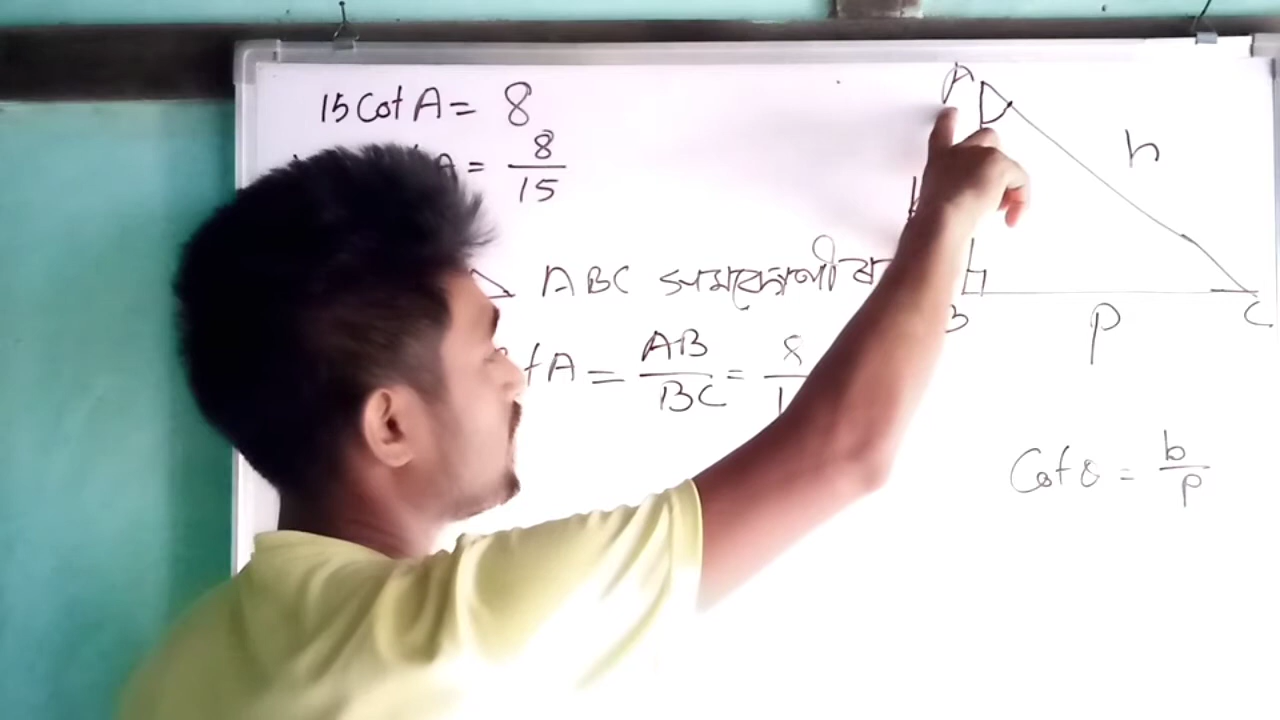 15 Cot A = 8
A = 8/15
A
h
△ ABC সমকোণী
B
p
C
A = AB/BC = 8
Cot θ = b/p